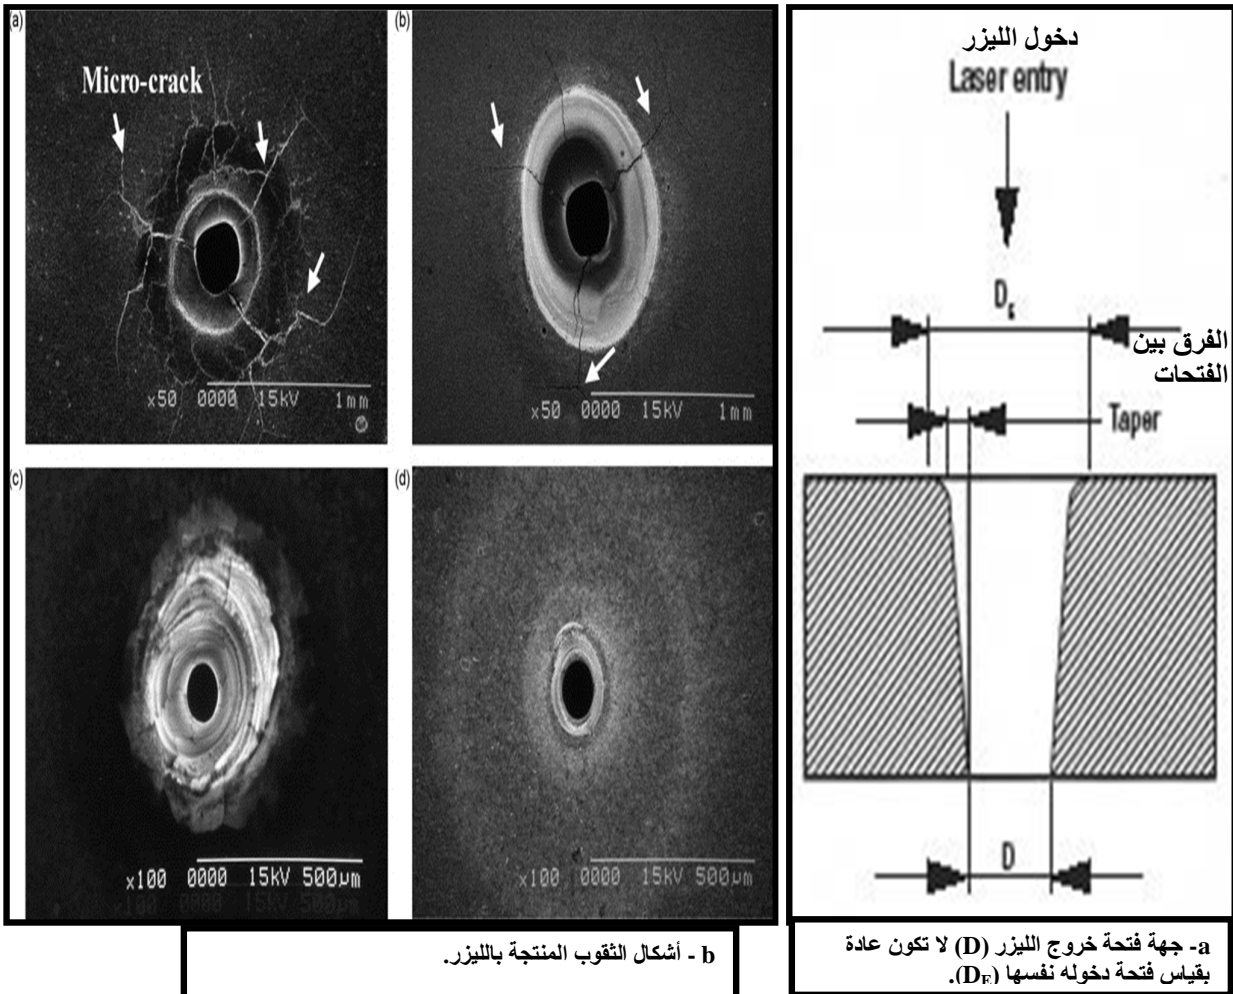 (a)
Micro-crack
x50 0000 15kV 1mm
(b)
x50 0000 15kV 1mm
(c)
x100 0000 15kV 500µm
(d)
x100 0000 15kV 500µm
b - أشكال الثقوب المنتجة بالليزر.
دخول الليزر
Laser entry
D
الفرق بين
الفتحات
Taper
D
a- جهة فتحة خروج الليزر (D) لا تكون عادة
بقياس فتحة دخوله نفسها (DE).